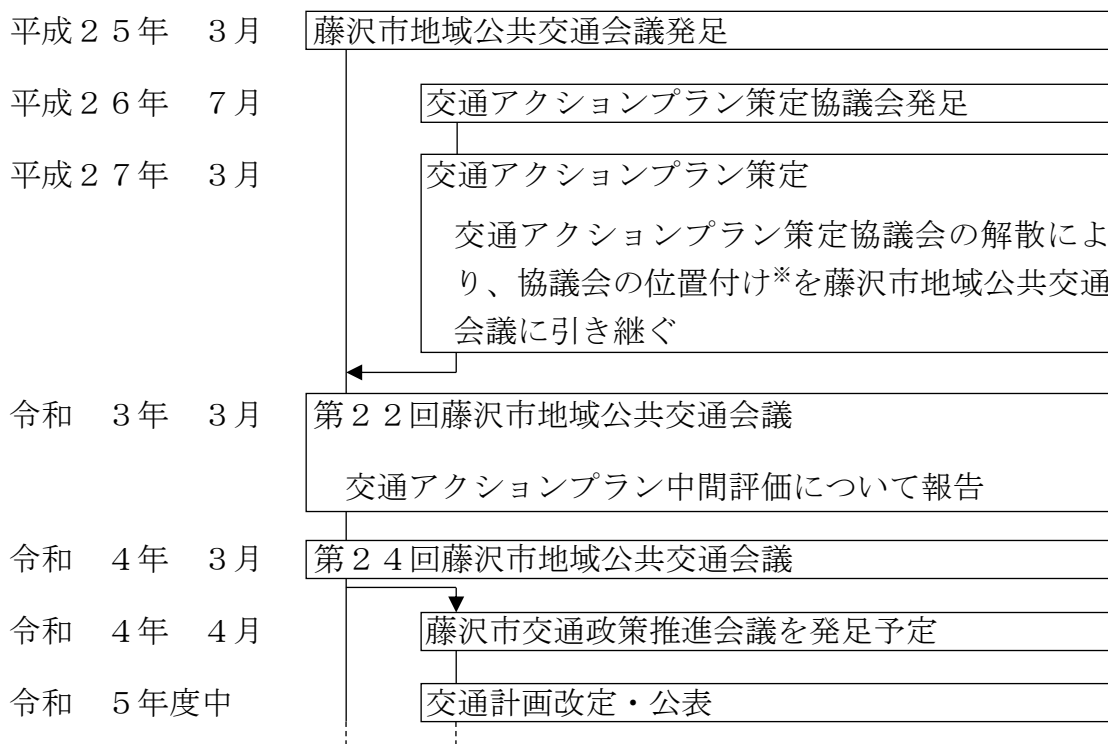 平成２５年　３月　藤沢市地域公共交通会議発足
平成２６年　７月　交通アクションプラン策定協議会発足
平成２７年　３月　交通アクションプラン策定
交通アクションプラン策定協議会の解散によ
り、協議会の位置付け※を藤沢市地域公共交通
会議に引き継ぐ
令和　３年　３月　第２２回藤沢市地域公共交通会議
交通アクションプラン中間評価について報告
令和　４年　３月　第２４回藤沢市地域公共交通会議
令和　４年　４月　藤沢市交通政策推進会議を発足予定
令和　５年度中　交通計画改定・公表